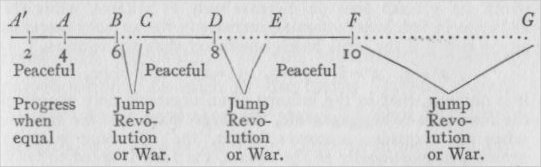 A' A B C D E F G
2 4 6 8 10
Peaceful Peaceful Peaceful
Progress Jump Jump Jump
when Revo- Revo- Revo-
equal lution lution lution
or War. or War. or War.